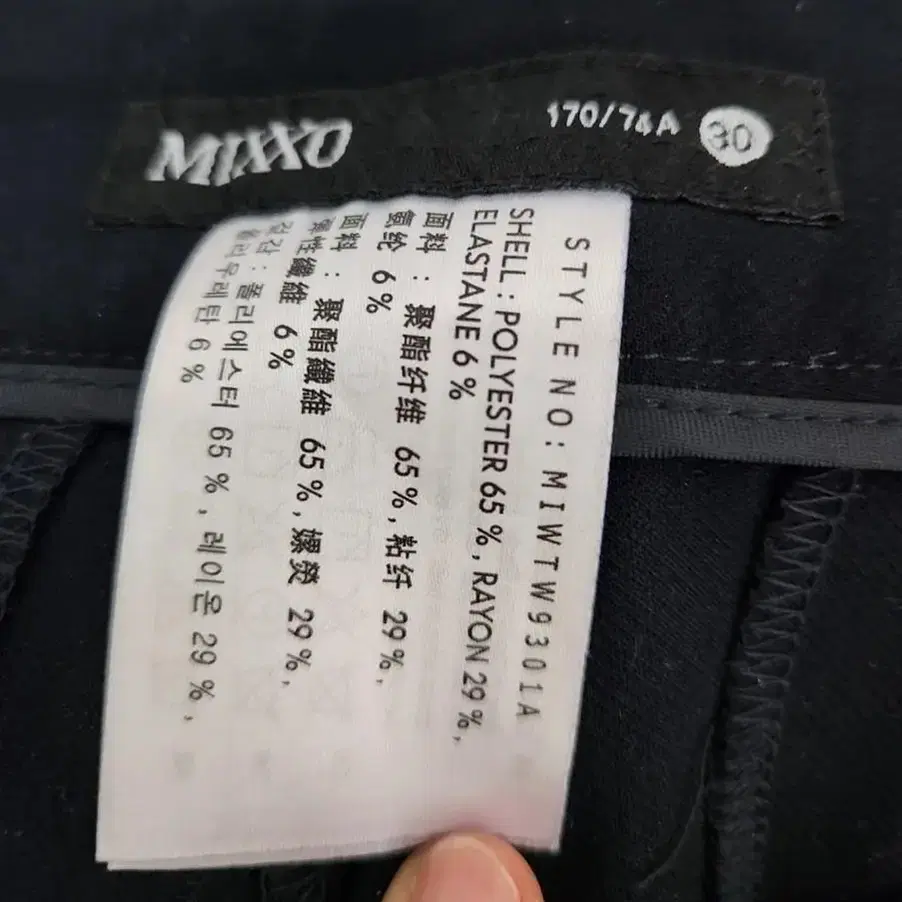 MIXXO
170/74A 30
STYLE NO: MIWTW9301A
SHELL : POLYESTER 65 %, RAYON 29 %,
ELASTANE 6 %
面料 : 聚酯纤维 65 %, 粘纤 29 %,
氨纶 6 %
面料 : 聚酯纖維 65 %, 嫘熒 29 %,
彈性纖維 6 %
겉감 : 폴리에스터 65 %, 레이온 29 %,
폴리우레탄 6 %